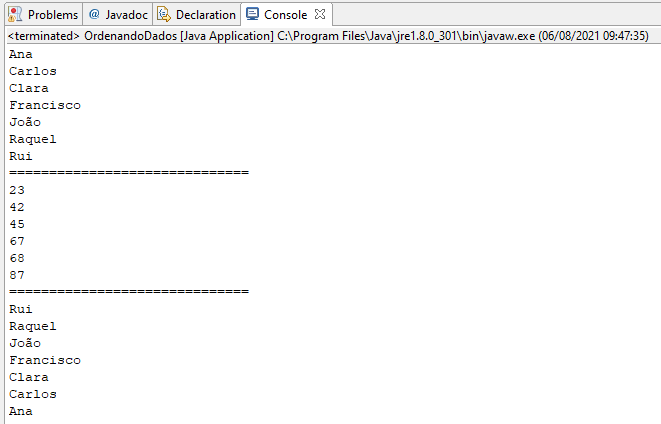 Problems @ Javadoc Declaration Console
<terminated> OrdenandoDados [Java Application] C:\Program Files\Java\jre1.8.0_301\bin\javaw.exe (06/08/2021 09:47:35)
Ana
Carlos
Clara
Francisco
João
Raquel
Rui
==============================
23
42
45
67
68
87
==============================
Rui
Raquel
João
Francisco
Clara
Carlos
Ana